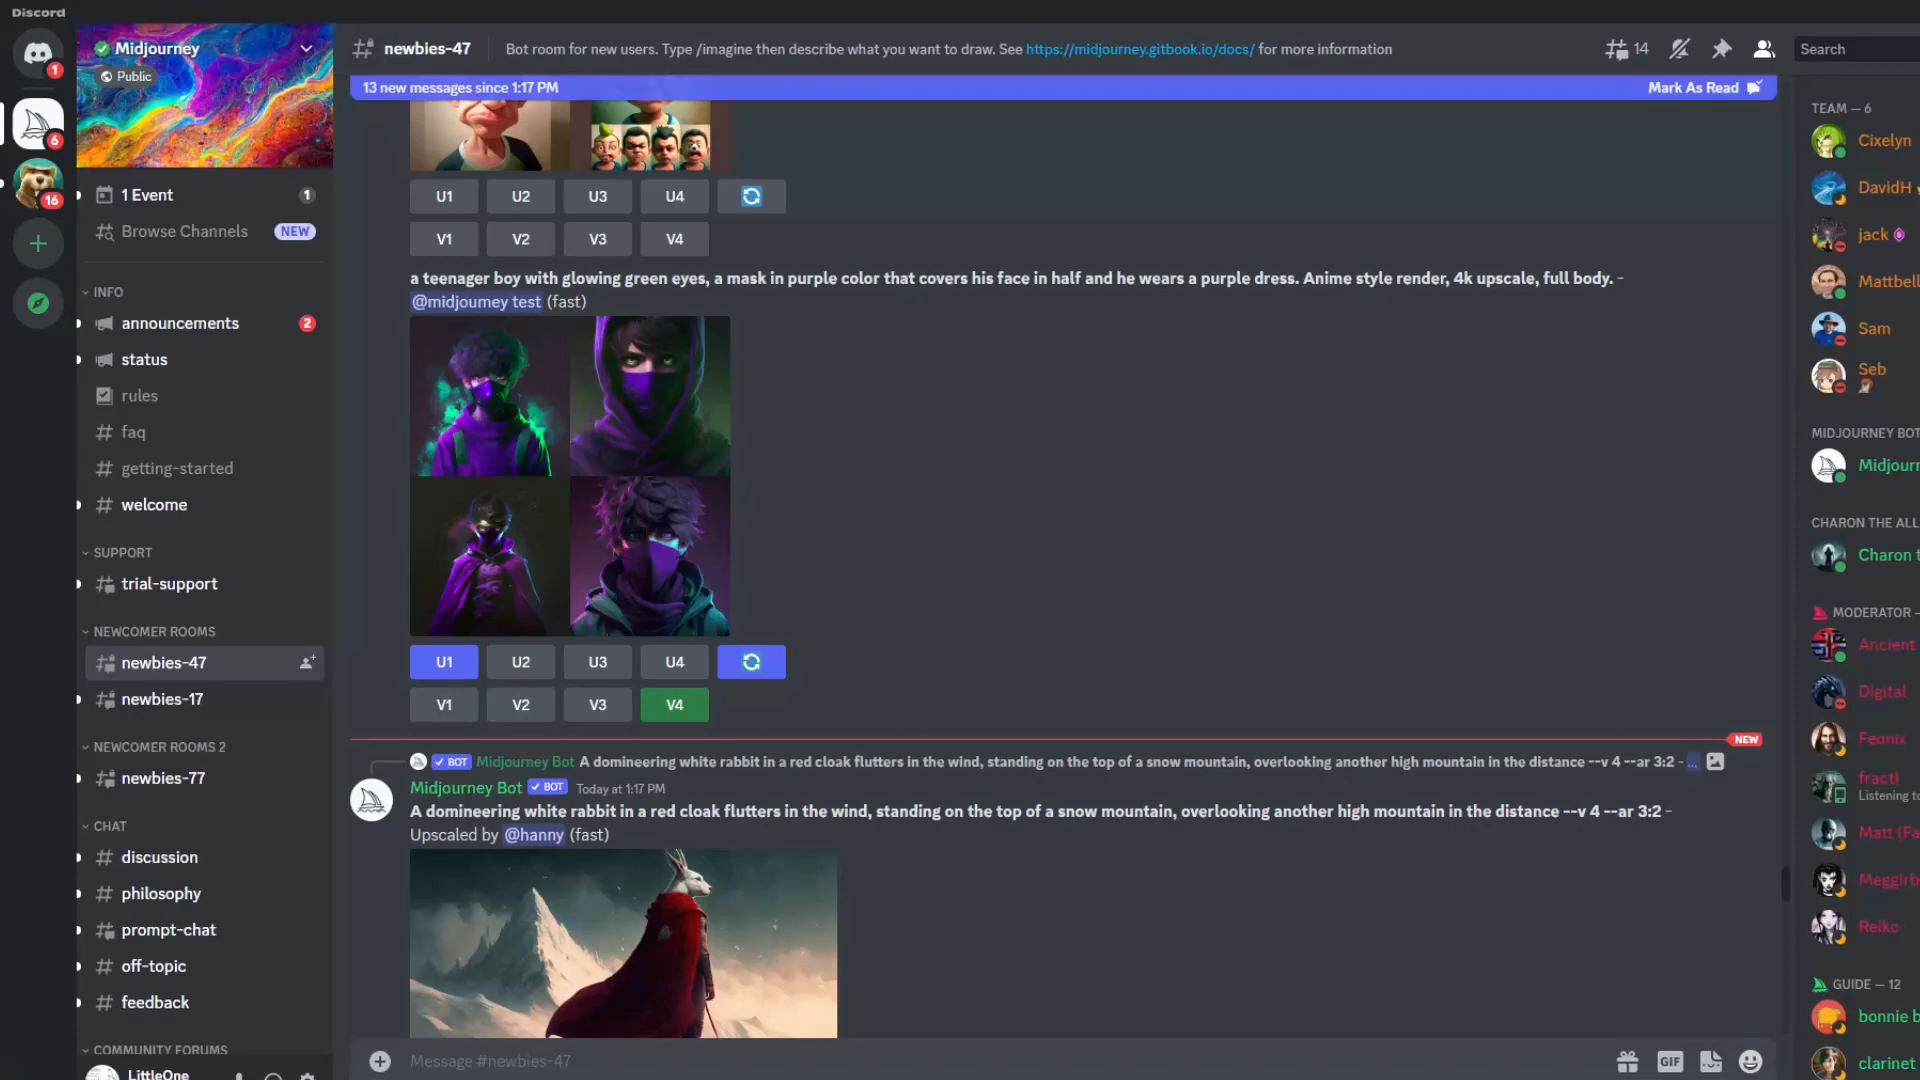 Discord
1
6
16
Midjourney
Public
1 Event
1
Browse Channels
NEW
INFO
announcements
2
status
rules
faq
getting-started
welcome
SUPPORT
trial-support
NEWCOMER ROOMS
newbies-47
newbies-17
NEWCOMER ROOMS 2
newbies-77
CHAT
discussion
philosophy
prompt-chat
off-topic
feedback
COMMUNITY FORUMS
LittleOne
newbies-47
Bot room for new users. Type /imagine then describe what you want to draw. See https://midjourney.gitbook.io/docs/ for more information
14
Search
13 new messages since 1:17 PM
Mark As Read
U1 U2 U3 U4
V1 V2 V3 V4
a teenager boy with glowing green eyes, a mask in purple color that covers his face in half and he wears a purple dress. Anime style render, 4k upscale, full body. -
@midjoumey test (fast)
U1 U2 U3 U4
V1 V2 V3 V4
NEW
BOT Midjourney Bot A domineering white rabbit in a red cloak flutters in the wind, standing on the top of a snow mountain, overlooking another high mountain in the distance --v 4 --ar 3:2 - ...
Midjourney Bot BOT Today at 1:17 PM
A domineering white rabbit in a red cloak flutters in the wind, standing on the top of a snow mountain, overlooking another high mountain in the distance --v 4 --ar 3:2 -
Upscaled by @hanny (fast)
Message #newbies-47
GIF
TEAM — 6
Cixelyn
DavidH
jack
Mattbell
Sam
Seb
MIDJOURNEY BOT
Midjourn
CHARON THE ALL
Charon t
MODERATOR —
Ancient
Digital
Feonix
fractl
Listening to
Matt (Fa
Meggirb
Reiko
GUIDE — 12
bonnie b
clarinet